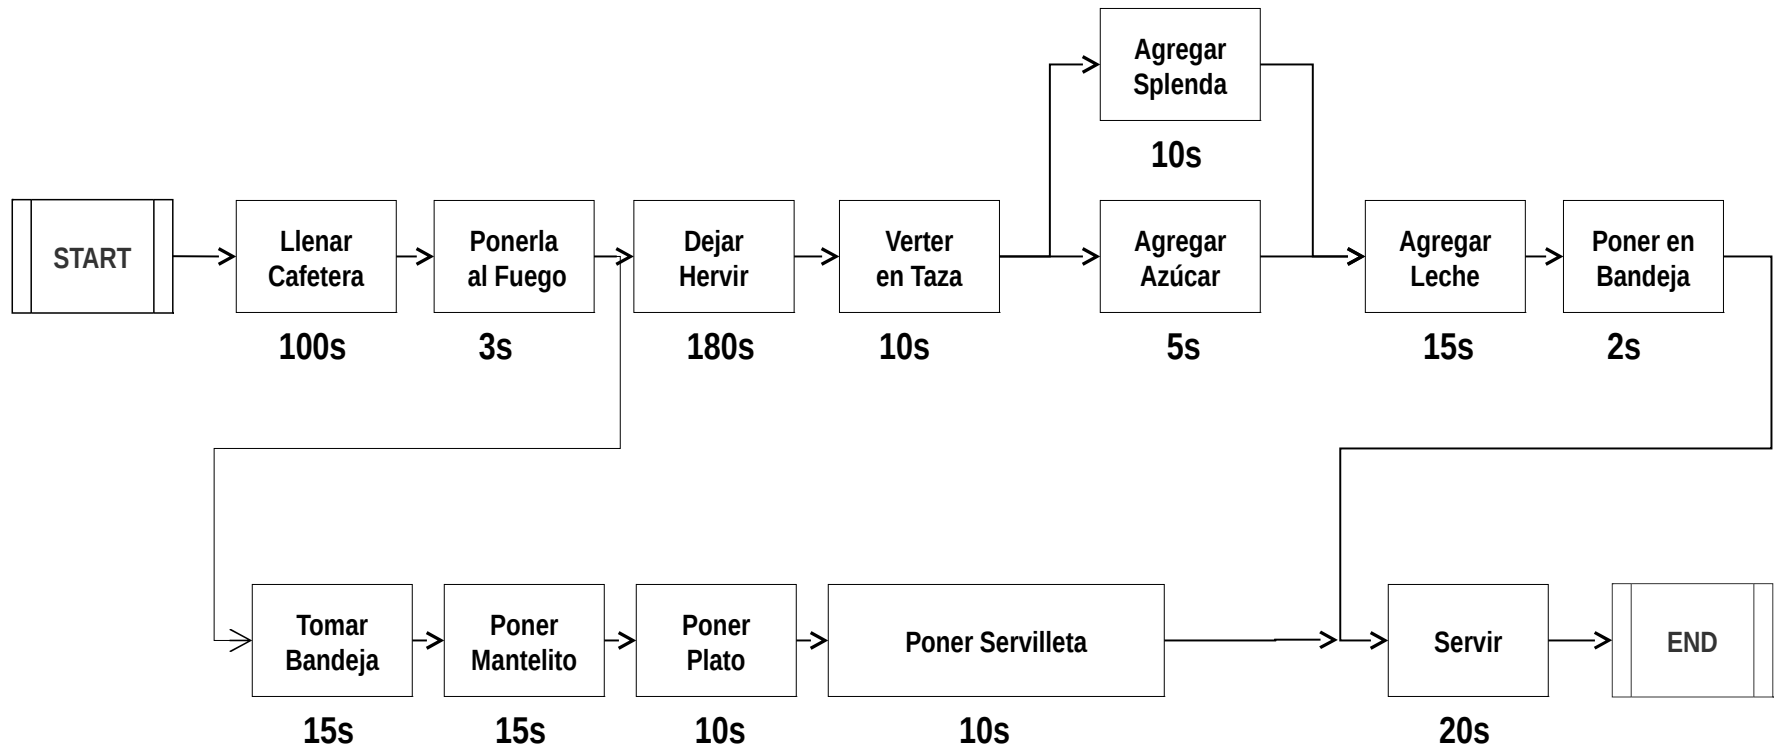 Agregar
Splenda
10s
START
Llenar
Cafetera
100s
Ponerla
al Fuego
3s
Dejar
Hervir
180s
Verter
en Taza
10s
Agregar
Azúcar
5s
Agregar
Leche
15s
Poner en
Bandeja
2s
Tomar
Bandeja
15s
Poner
Mantelito
15s
Poner
Plato
10s
Poner Servilleta
10s
Servir
20s
END